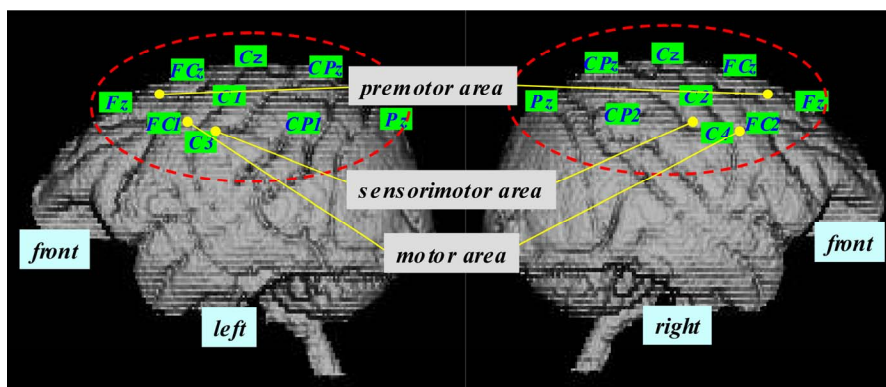 Cz
FCz
CPz
Fz
C1
FC1
C3
CP1
Pz
Cz
CPz
FCz
Pz
C2
Fz
CP2
C4
FC2
premotor area
sensorimotor area
motor area
front
left
right
front